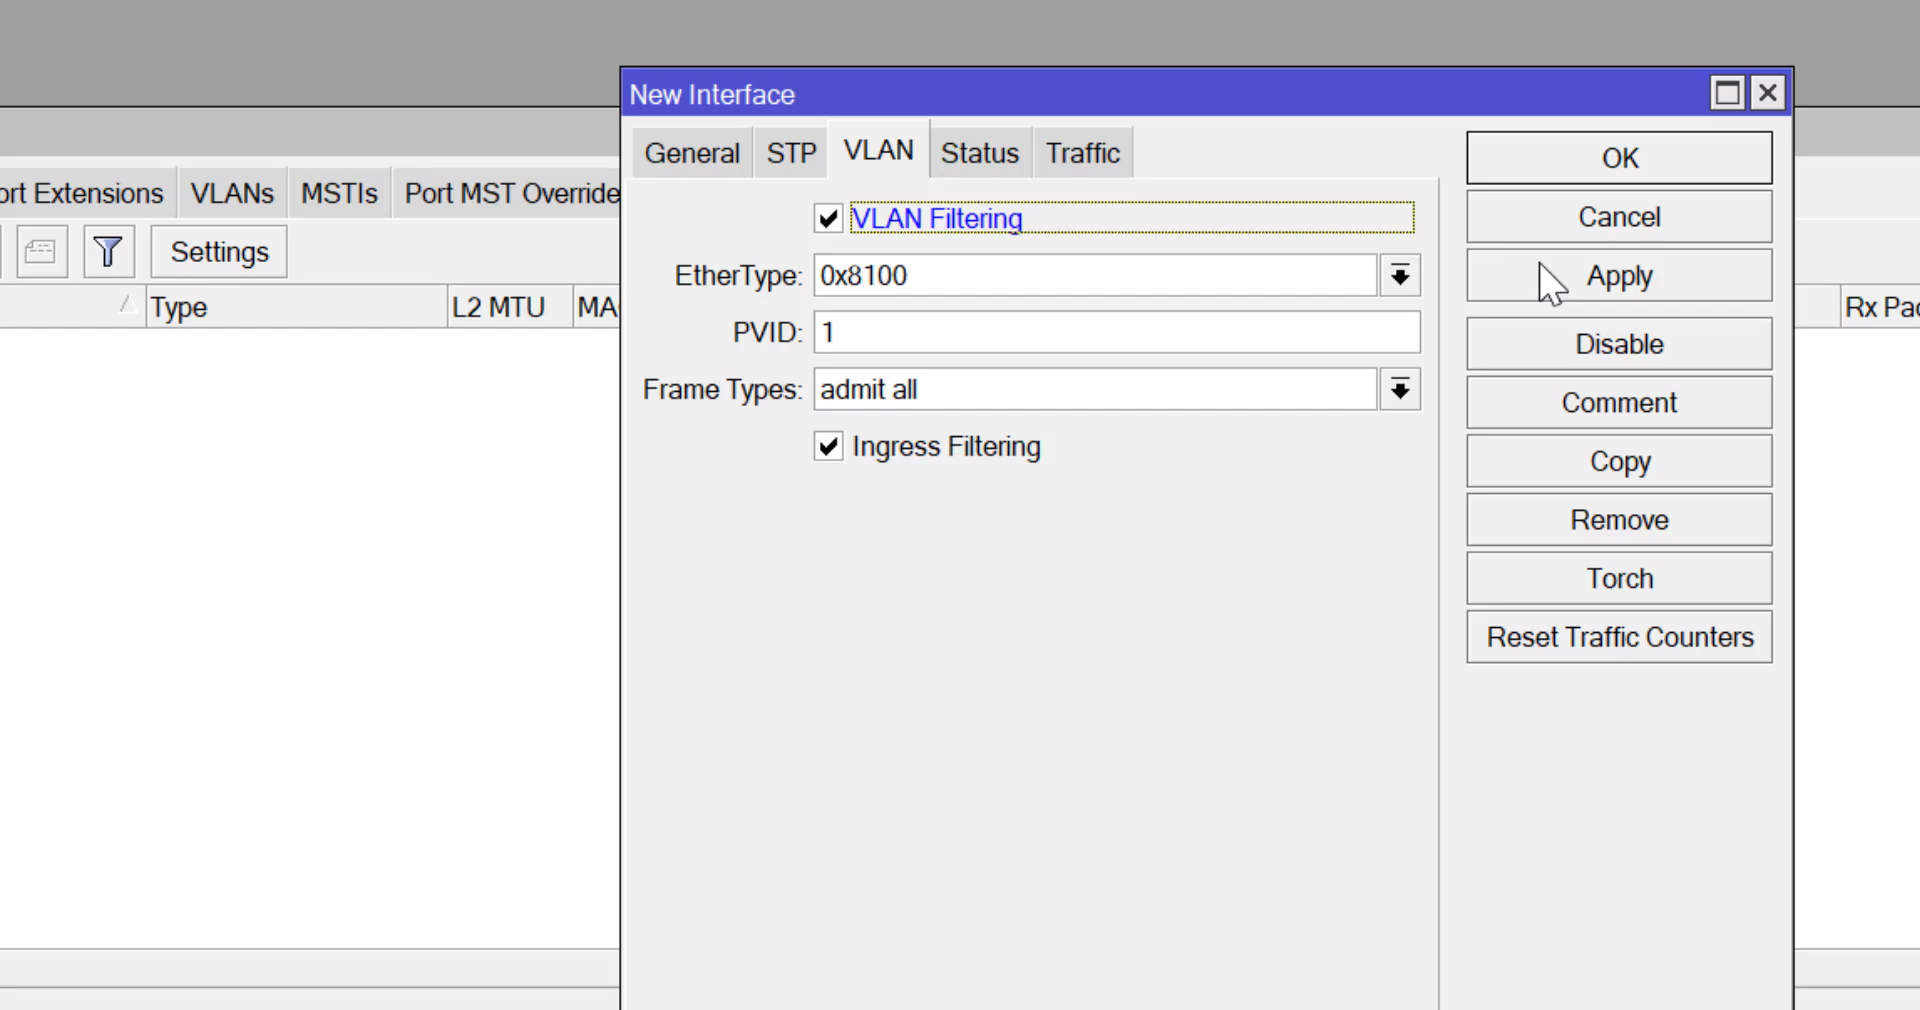 New Interface
General STP VLAN Status Traffic
ort Extensions VLANs MSTIs Port MST Override
Settings
Type L2 MTU MA
Rx Pac
VLAN Filtering
EtherType: 0x8100
PVID: 1
Frame Types: admit all
Ingress Filtering
OK
Cancel
Apply
Disable
Comment
Copy
Remove
Torch
Reset Traffic Counters